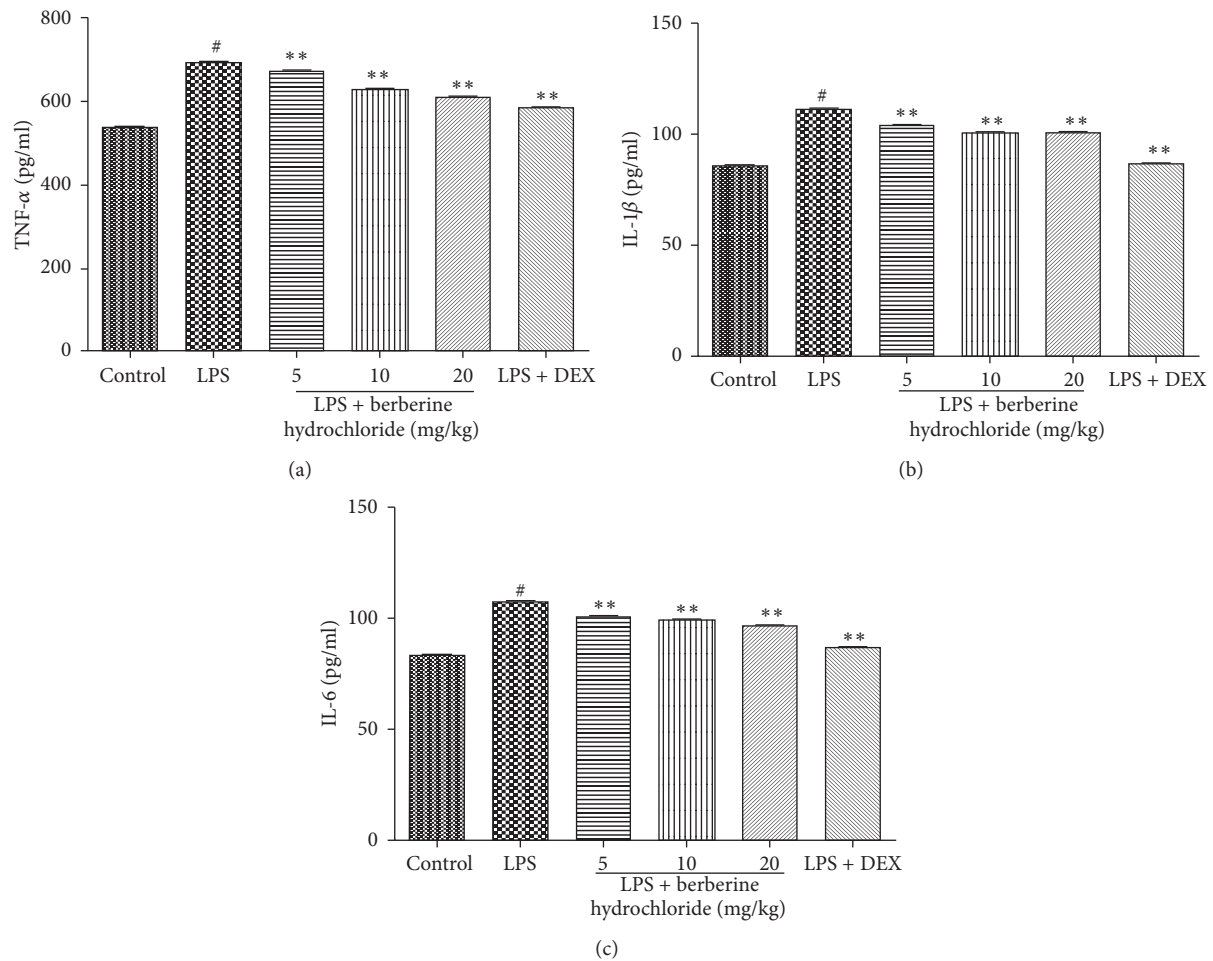 TNF-α (pg/ml)
800
600
400
200
0
#
**
**
**
**
Control
LPS
5
10
20
LPS + DEX
LPS + berberine
hydrochloride (mg/kg)
(a)
IL-1β (pg/ml)
150
100
50
0
#
**
**
**
**
Control
LPS
5
10
20
LPS + DEX
LPS + berberine
hydrochloride (mg/kg)
(b)
IL-6 (pg/ml)
150
100
50
0
#
**
**
**
**
Control
LPS
5
10
20
LPS + DEX
LPS + berberine
hydrochloride (mg/kg)
(c)